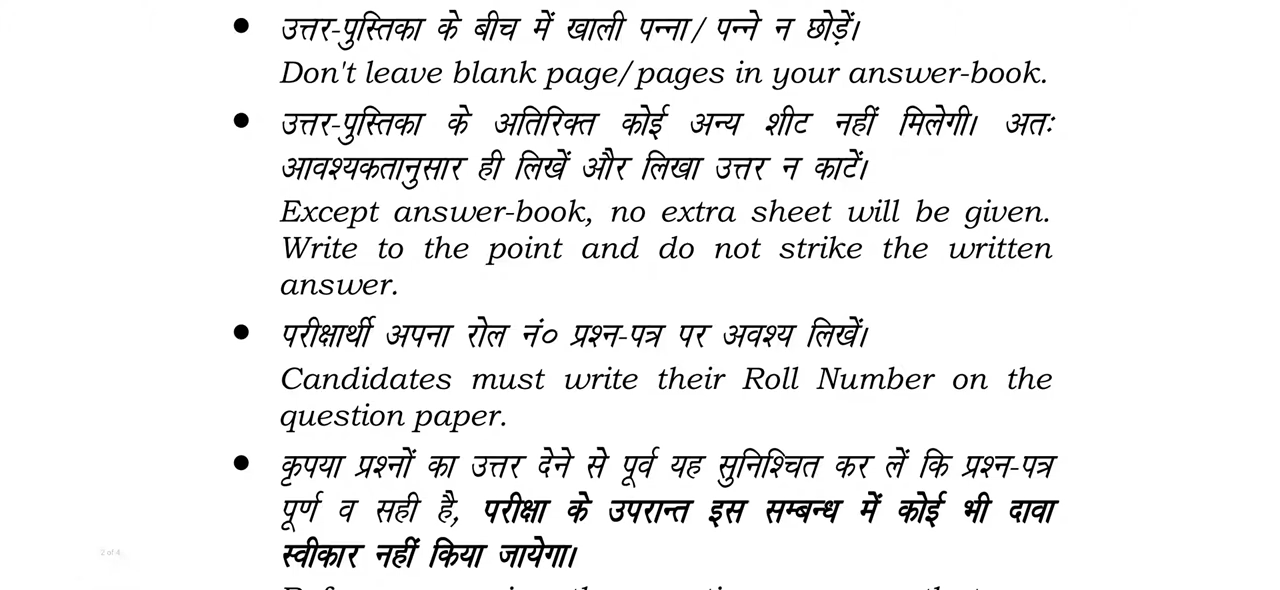 • उत्तर-पुस्तिका के बीच में खाली पन्ना/ पन्ने न छोड़ें।
Don't leave blank page/pages in your answer-book.
• उत्तर-पुस्तिका के अतिरिक्त कोई अन्य शीट नहीं मिलेगी। अतः
आवश्यकतानुसार ही लिखें और लिखा उत्तर न काटें।
Except answer-book, no extra sheet will be given.
Write to the point and do not strike the written
answer.
• परीक्षार्थी अपना रोल नं० प्रश्न-पत्र पर अवश्य लिखें।
Candidates must write their Roll Number on the
question paper.
• कृपया प्रश्नों का उत्तर देने से पूर्व यह सुनिश्चित कर लें कि प्रश्न-पत्र
पूर्ण व सही है, परीक्षा के उपरान्त इस सम्बन्ध में कोई भी दावा
स्वीकार नहीं किया जायेगा।
2 of 4